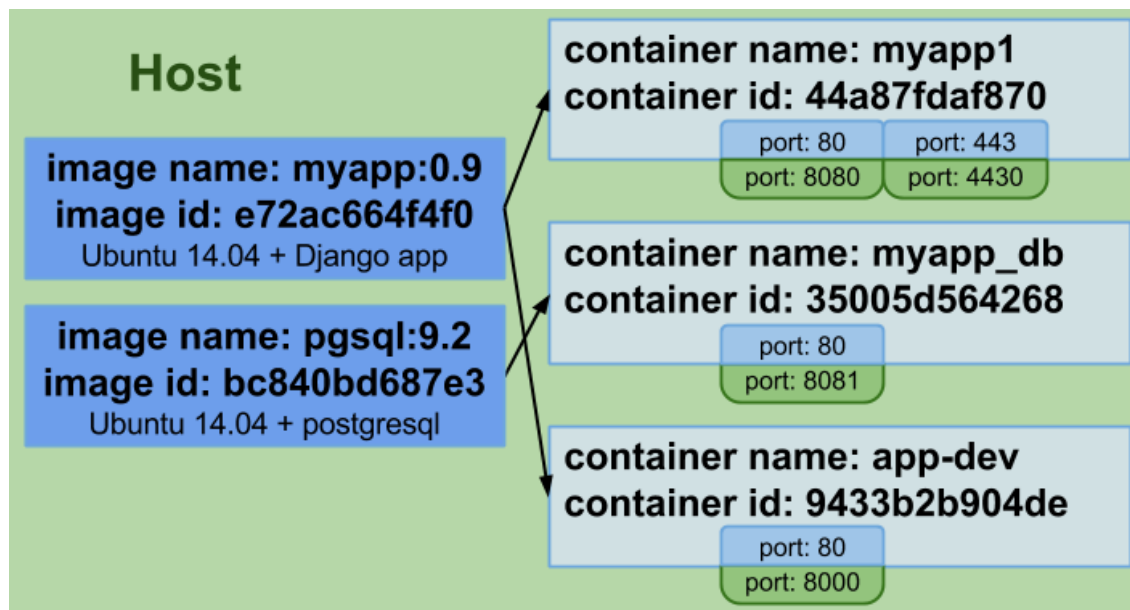 Host
image name: myapp:0.9
image id: e72ac664f4f0
Ubuntu 14.04 + Django app
image name: pgsql:9.2
image id: bc840bd687e3
Ubuntu 14.04 + postgresql
container name: myapp1
container id: 44a87fdaf870
port: 80
port: 443
port: 8080
port: 4430
container name: myapp_db
container id: 35005d564268
port: 80
port: 8081
container name: app-dev
container id: 9433b2b904de
port: 80
port: 8000